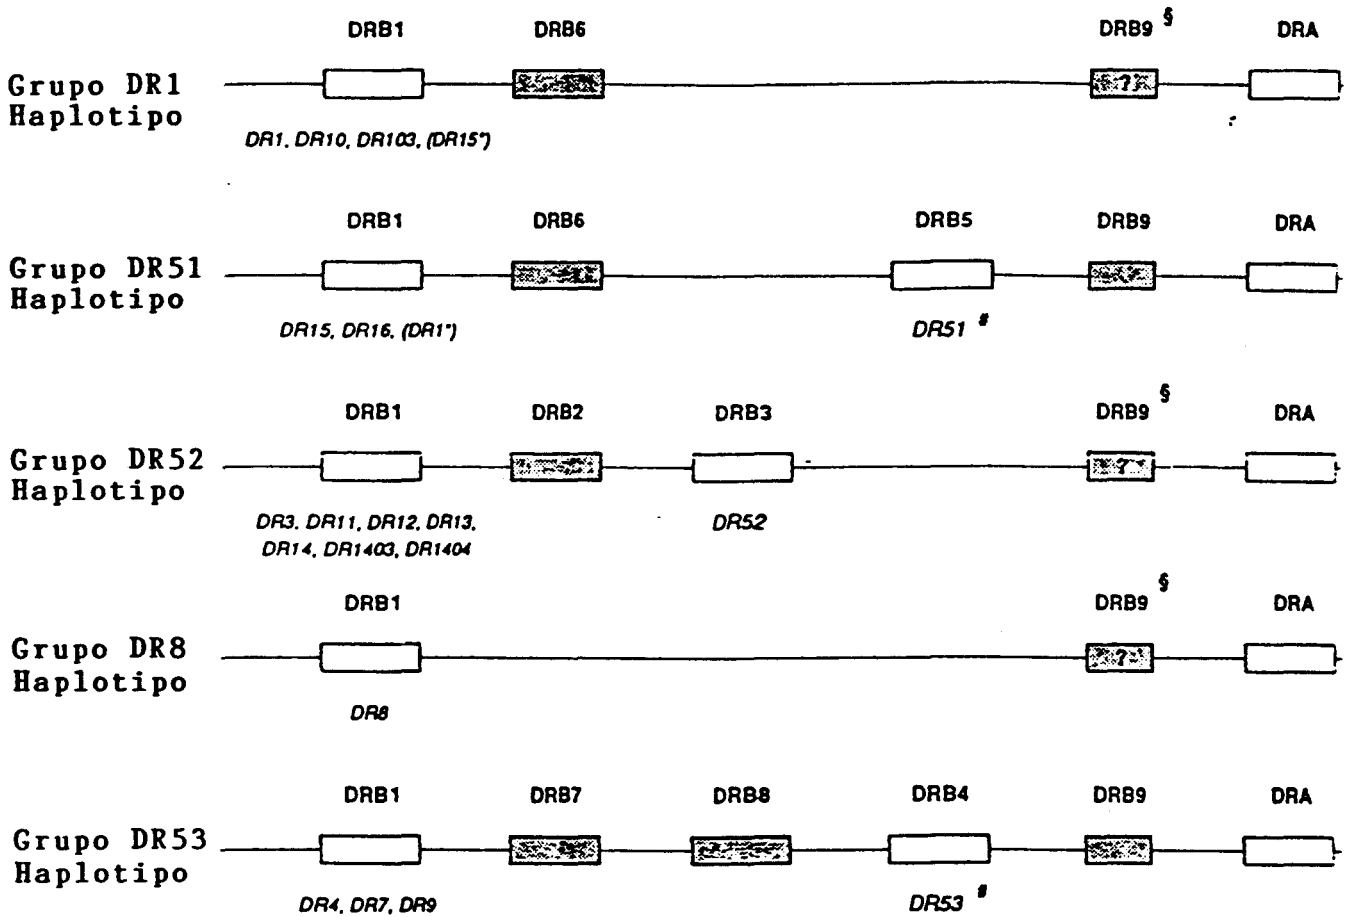 DRB1 DRB6 DRB9 § DRA
Grupo DR1
Haplotipo
?
DR1, DR10, DR103, (DR15*)
DRB1 DRB6 DRB5 DRB9 DRA
Grupo DR51
Haplotipo
DR15, DR16, (DR1*) DR51 #
DRB1 DRB2 DRB3 DRB9 § DRA
Grupo DR52
Haplotipo
?
DR3, DR11, DR12, DR13, DR52
DR14, DR1403, DR1404
DRB1 DRB9 § DRA
Grupo DR8
Haplotipo
?
DR8
DRB1 DRB7 DRB8 DRB4 DRB9 DRA
Grupo DR53
Haplotipo
DR4, DR7, DR9 DR53 #